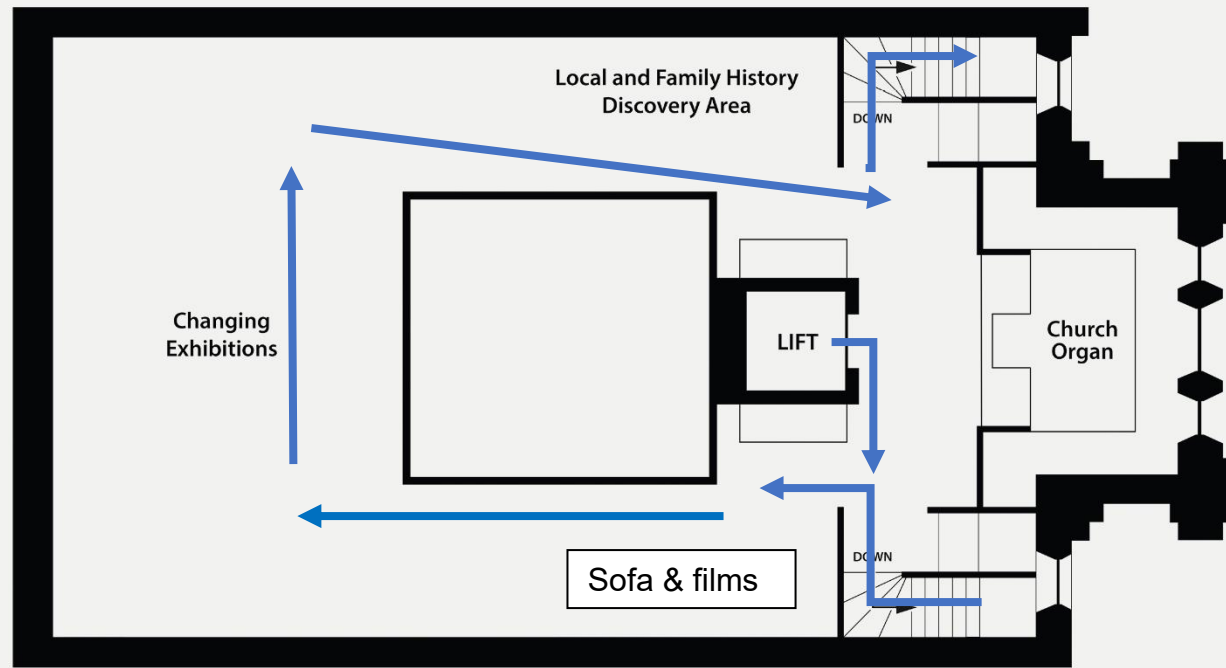 Local and Family History
Discovery Area
DOWN
Changing
Exhibitions
LIFT
Church
Organ
DOWN
Sofa & films